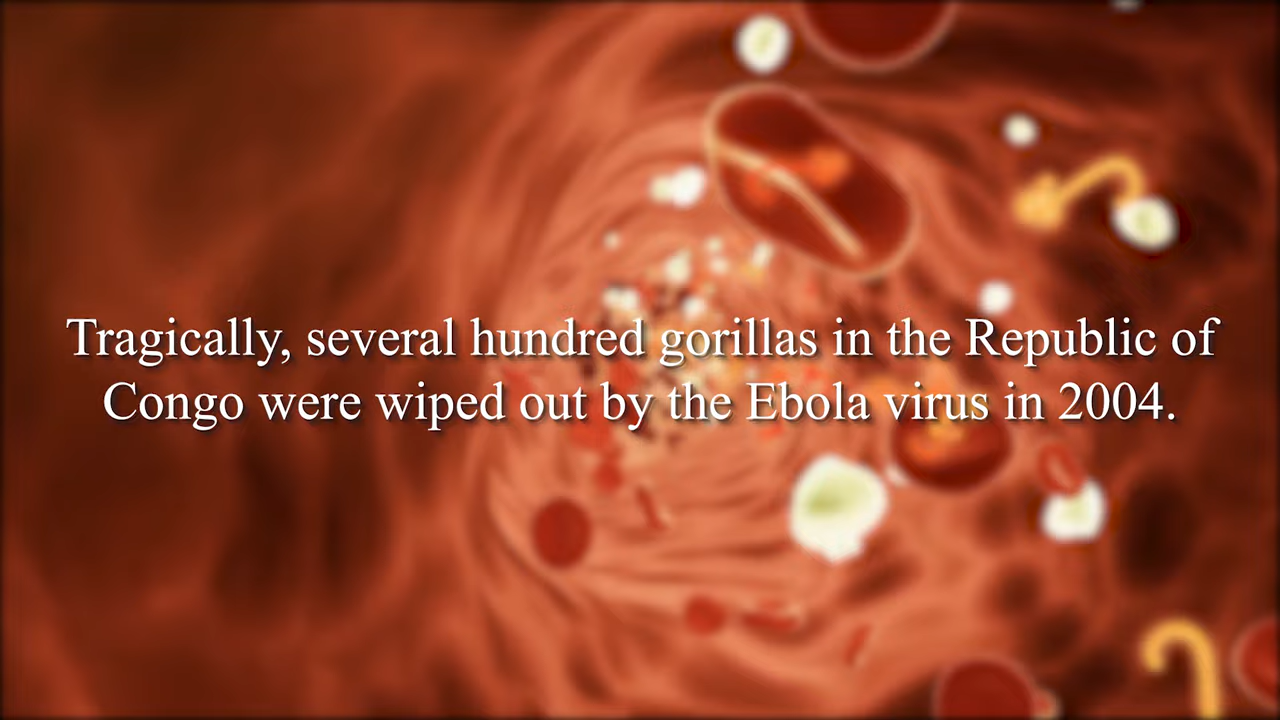 Tragically, several hundred gorillas in the Republic of
Congo were wiped out by the Ebola virus in 2004.